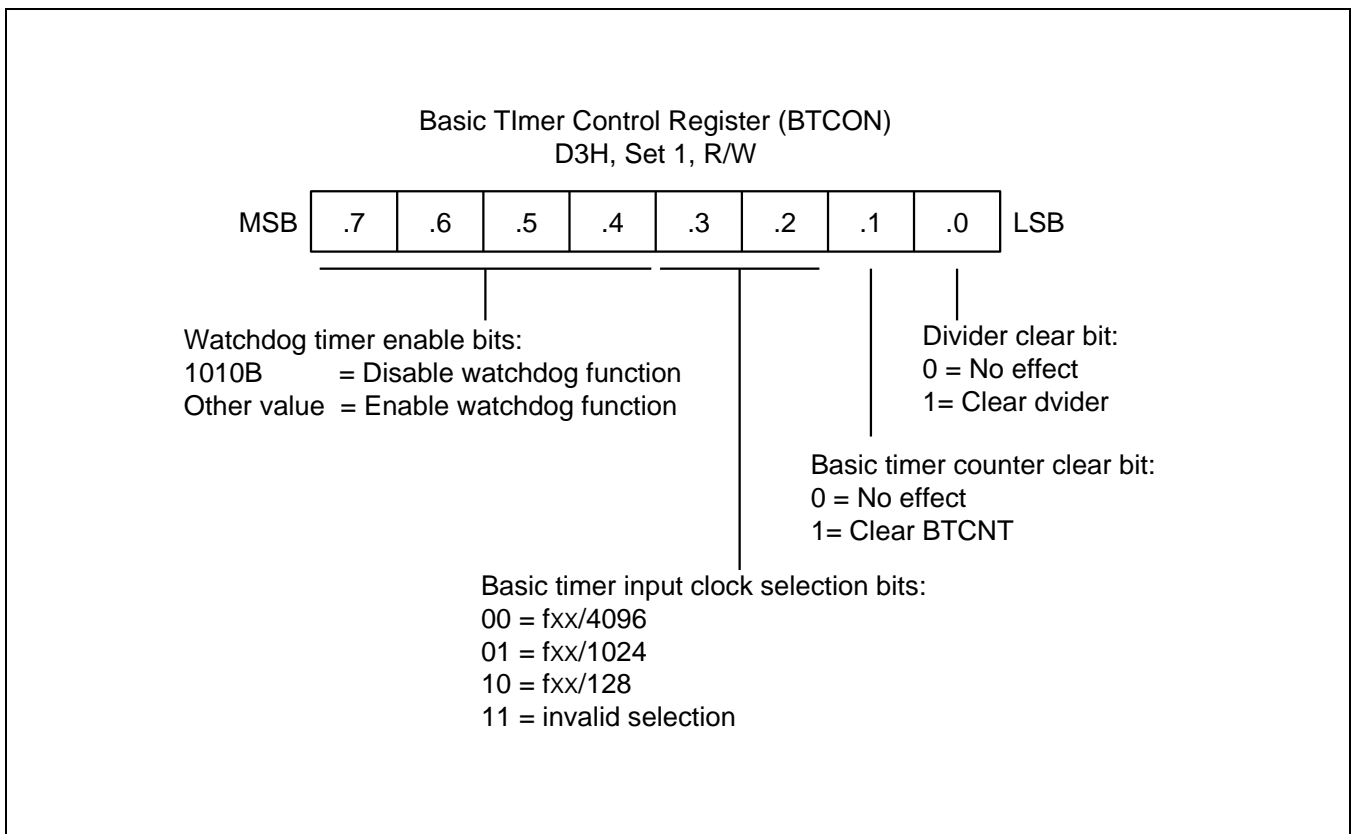 Basic TImer Control Register (BTCON)
D3H, Set 1, R/W
MSB .7 .6 .5 .4 .3 .2 .1 .0 LSB
Watchdog timer enable bits:
1010B = Disable watchdog function
Other value = Enable watchdog function
Divider clear bit:
0 = No effect
1= Clear dvider
Basic timer counter clear bit:
0 = No effect
1= Clear BTCNT
Basic timer input clock selection bits:
00 = fxx/4096
01 = fxx/1024
10 = fxx/128
11 = invalid selection